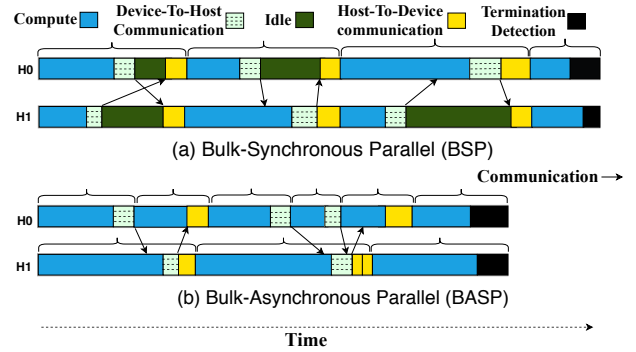 Compute
Device-To-Host
Communication
Idle
Host-To-Device
communication
Termination
Detection
H0
H1
(a) Bulk-Synchronous Parallel (BSP)
Communication
H0
H1
(b) Bulk-Asynchronous Parallel (BASP)
Time